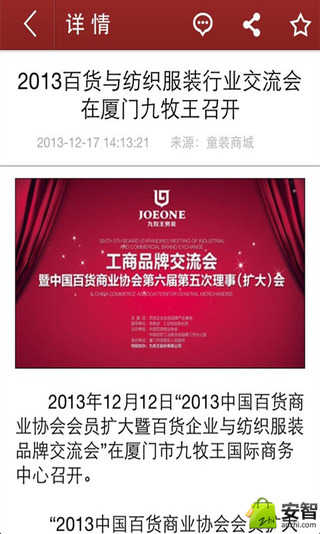 详情
2013百货与纺织服装行业交流会
在厦门九牧王召开
2013-12-17 14:13:21 来源：童装商城
JOEONE
九牧王男装
工商品牌交流会
暨中国百货商业协会第六届第五次理事(扩大)会
2013年12月12日“2013中国百货商
业协会会员扩大暨百货企业与纺织服装
品牌交流会”在厦门市九牧王国际商务
中心召开。
“2013中国百货商业协会会员扩大
安智
anzhi.com